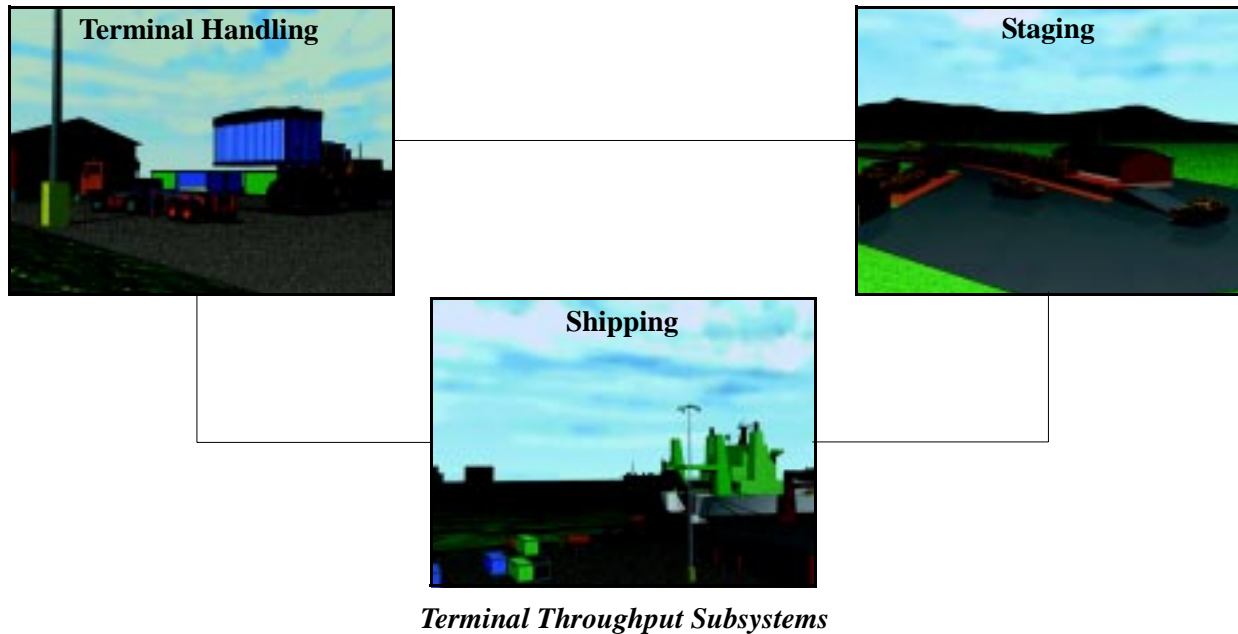 Terminal Handling
Staging
Shipping
Terminal Throughput Subsystems